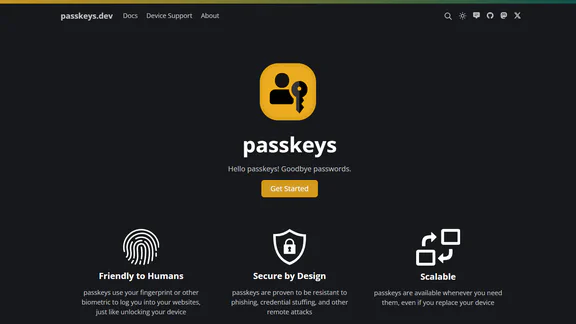 passkeys.dev Docs Device Support About
passkeys
Hello passkeys! Goodbye passwords.
Get Started
Friendly to Humans
passkeys use your fingerprint or other
biometric to log you into your websites,
just like unlocking your device
Secure by Design
passkeys are proven to be resistant to
phishing, credential stuffing, and other
remote attacks
Scalable
passkeys are available whenever you need
them, even if you replace your device